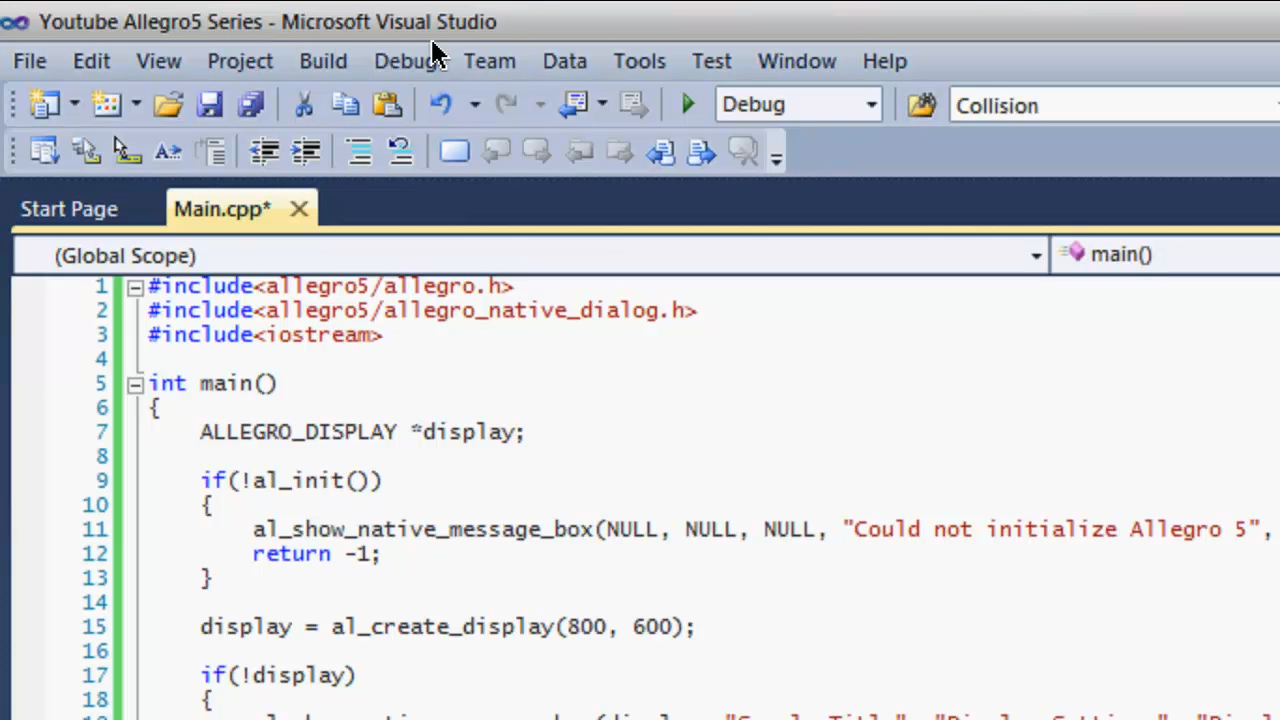 Youtube Allegro5 Series - Microsoft Visual Studio
File Edit View Project Build Debug Team Data Tools Test Window Help
Debug Collision
Start Page Main.cpp*
(Global Scope) main()
1 #include<allegro5/allegro.h>
2 #include<allegro5/allegro_native_dialog.h>
3 #include<iostream>
4
5 int main()
6 {
7 ALLEGRO_DISPLAY *display;
8
9 if(!al_init())
10 {
11 al_show_native_message_box(NULL, NULL, NULL, "Could not initialize Allegro 5",
12 return -1;
13 }
14
15 display = al_create_display(800, 600);
16
17 if(!display)
18 {